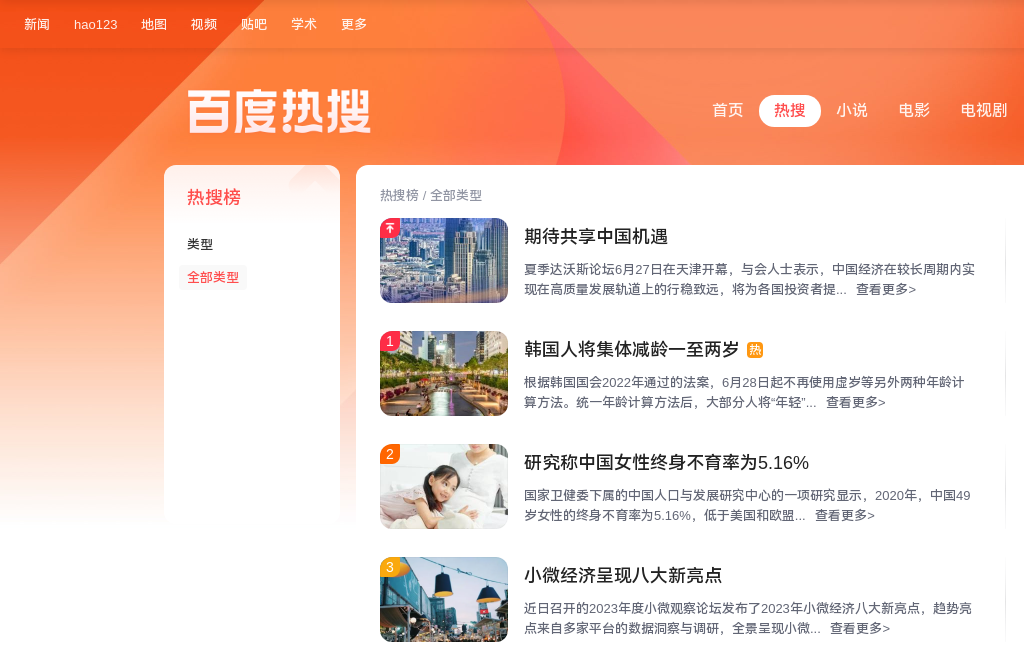 新闻 hao123 地图 视频 贴吧 学术 更多
百度热搜
首页 热搜 小说 电影 电视剧
热搜榜
类型
全部类型
热搜榜 / 全部类型
期待共享中国机遇
夏季达沃斯论坛6月27日在天津开幕，与会人士表示，中国经济在较长周期内实
现在高质量发展轨道上的行稳致远，将为各国投资者提... 查看更多>
1
韩国人将集体减龄一至两岁 热
根据韩国国会2022年通过的法案，6月28日起不再使用虚岁等另外两种年龄计
算方法。统一年龄计算方法后，大部分人将“年轻”... 查看更多>
2
研究称中国女性终身不育率为5.16%
国家卫健委下属的中国人口与发展研究中心的一项研究显示，2020年，中国49
岁女性的终身不育率为5.16%，低于美国和欧盟... 查看更多>
3
小微经济呈现八大新亮点
近日召开的2023年度小微观察论坛发布了2023年小微经济八大新亮点，趋势亮
点来自多家平台的数据洞察与调研，全景呈现小微... 查看更多>